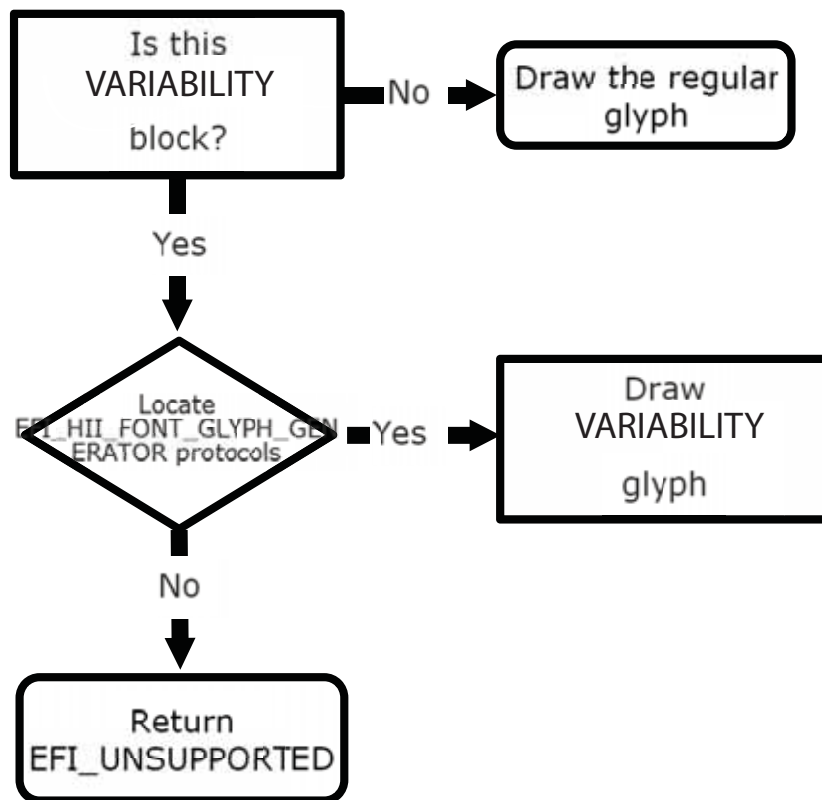 Is this
VARIABILITY
block?
No
Draw the regular
glyph
Yes
Locate
EFI_HII_FONT_GLYPH_GEN
ERATOR protocols
Yes
Draw
VARIABILITY
glyph
No
Return
EFI_UNSUPPORTED